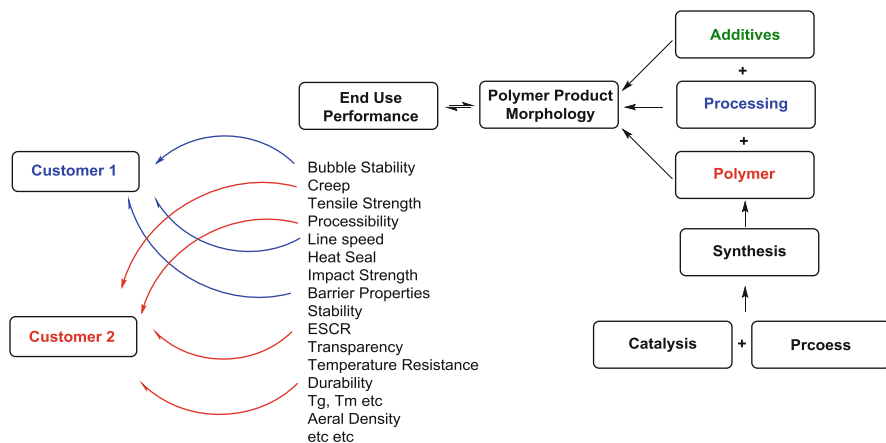 Additives
+
End Use
Performance
Polymer Product
Morphology
Processing
+
Customer 1
Polymer
Bubble Stability
Creep
Tensile Strength
Processibility
Line speed
Heat Seal
Impact Strength
Barrier Properties
Stability
ESCR
Transparency
Temperature Resistance
Durability
Tg, Tm etc
Aeral Density
etc etc
Customer 2
Synthesis
Catalysis
+
Prcoess